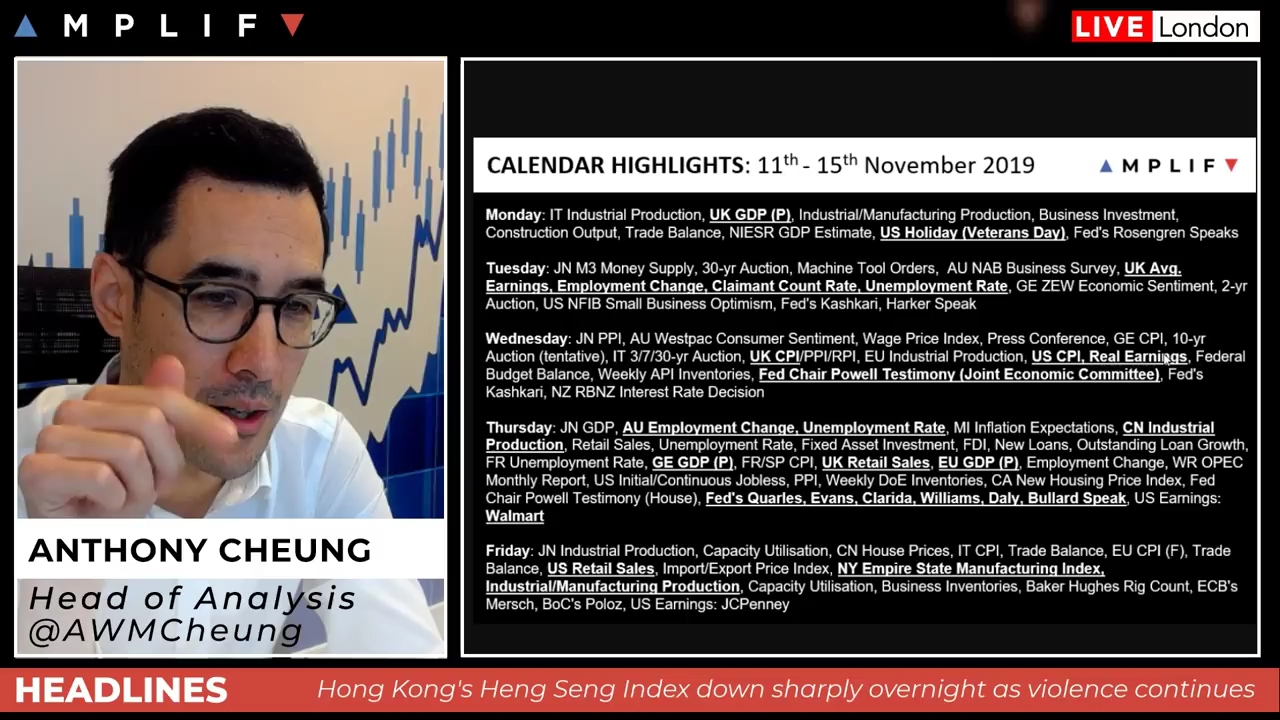 ▲ M P L I F ▼
LIVE London
CALENDAR HIGHLIGHTS: 11th - 15th November 2019
▲ M P L I F ▼
Monday: IT Industrial Production, UK GDP (P), Industrial/Manufacturing Production, Business Investment,
Construction Output, Trade Balance, NIESR GDP Estimate, US Holiday (Veterans Day), Fed's Rosengren Speaks
Tuesday: JN M3 Money Supply, 30-yr Auction, Machine Tool Orders, AU NAB Business Survey, UK Avg.
Earnings, Employment Change, Claimant Count Rate, Unemployment Rate, GE ZEW Economic Sentiment, 2-yr
Auction, US NFIB Small Business Optimism, Fed's Kashkari, Harker Speak
Wednesday: JN PPI, AU Westpac Consumer Sentiment, Wage Price Index, Press Conference, GE CPI, 10-yr
Auction (tentative), IT 3/7/30-yr Auction, UK CPI/PPI/RPI, EU Industrial Production, US CPI, Real Earnings, Federal
Budget Balance, Weekly API Inventories, Fed Chair Powell Testimony (Joint Economic Committee), Fed's
Kashkari, NZ RBNZ Interest Rate Decision
Thursday: JN GDP, AU Employment Change, Unemployment Rate, MI Inflation Expectations, CN Industrial
Production, Retail Sales, Unemployment Rate, Fixed Asset Investment, FDI, New Loans, Outstanding Loan Growth,
FR Unemployment Rate, GE GDP (P), FR/SP CPI, UK Retail Sales, EU GDP (P), Employment Change, WR OPEC
Monthly Report, US Initial/Continuous Jobless, PPI, Weekly DoE Inventories, CA New Housing Price Index, Fed
Chair Powell Testimony (House), Fed's Quarles, Evans, Clarida, Williams, Daly, Bullard Speak, US Earnings:
Walmart
Friday: JN Industrial Production, Capacity Utilisation, CN House Prices, IT CPI, Trade Balance, EU CPI (F), Trade
Balance, US Retail Sales, Import/Export Price Index, NY Empire State Manufacturing Index,
Industrial/Manufacturing Production, Capacity Utilisation, Business Inventories, Baker Hughes Rig Count, ECB's
Mersch, BoC's Poloz, US Earnings: JCPenney
ANTHONY CHEUNG
Head of Analysis
@AWMCheung
HEADLINES Hong Kong's Heng Seng Index down sharply overnight as violence continues